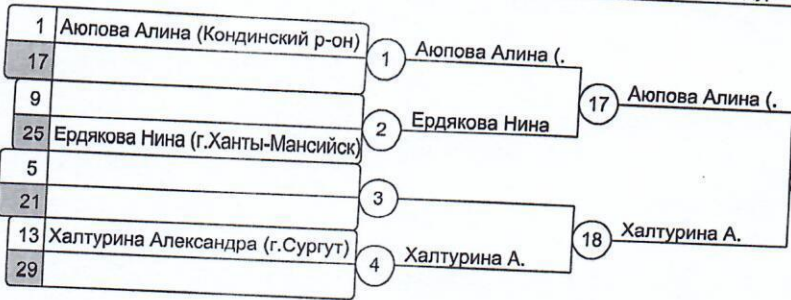 1 Аюпова Алина (Кондинский р-он)
17
1 Аюпова Алина (.
9
25 Ердякова Нина (г.Ханты-Мансийск)
2 Ердякова Нина
17 Аюпова Алина (.
5
21
3
13 Халтурина Александра (г.Сургут)
29
4 Халтурина А.
18 Халтурина А.